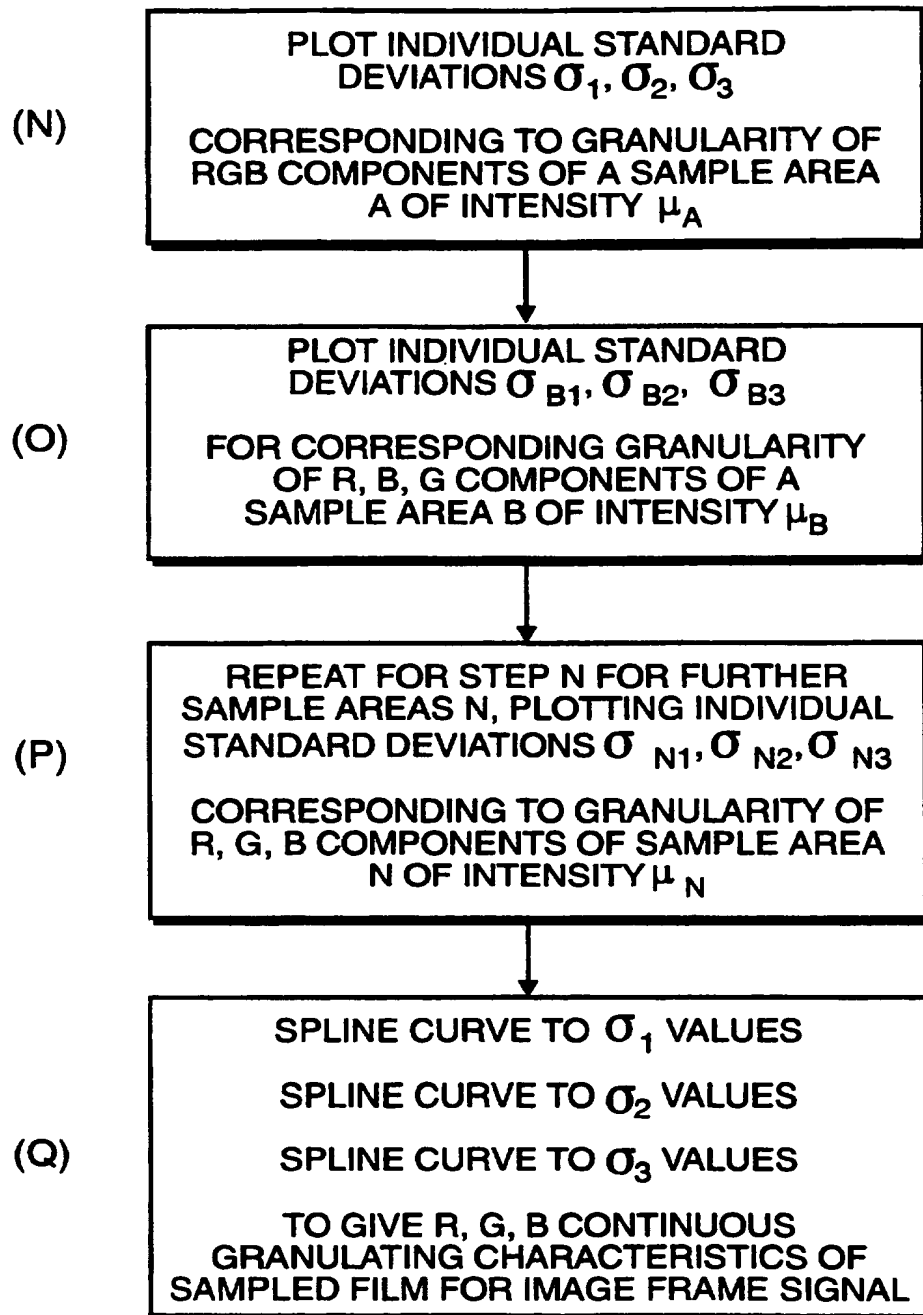 (N)
PLOT INDIVIDUAL STANDARD
DEVIATIONS σ1, σ2, σ3
CORRESPONDING TO GRANULARITY OF
RGB COMPONENTS OF A SAMPLE AREA
A OF INTENSITY μA
(O)
PLOT INDIVIDUAL STANDARD
DEVIATIONS σB1, σB2, σB3
FOR CORRESPONDING GRANULARITY
OF R, B, G COMPONENTS OF A
SAMPLE AREA B OF INTENSITY μB
(P)
REPEAT FOR STEP N FOR FURTHER
SAMPLE AREAS N, PLOTTING INDIVIDUAL
STANDARD DEVIATIONS σN1, σN2, σN3
CORRESPONDING TO GRANULARITY OF
R, G, B COMPONENTS OF SAMPLE AREA
N OF INTENSITY μN
(Q)
SPLINE CURVE TO σ1 VALUES
SPLINE CURVE TO σ2 VALUES
SPLINE CURVE TO σ3 VALUES
TO GIVE R, G, B CONTINUOUS
GRANULATING CHARACTERISTICS OF
SAMPLED FILM FOR IMAGE FRAME SIGNAL